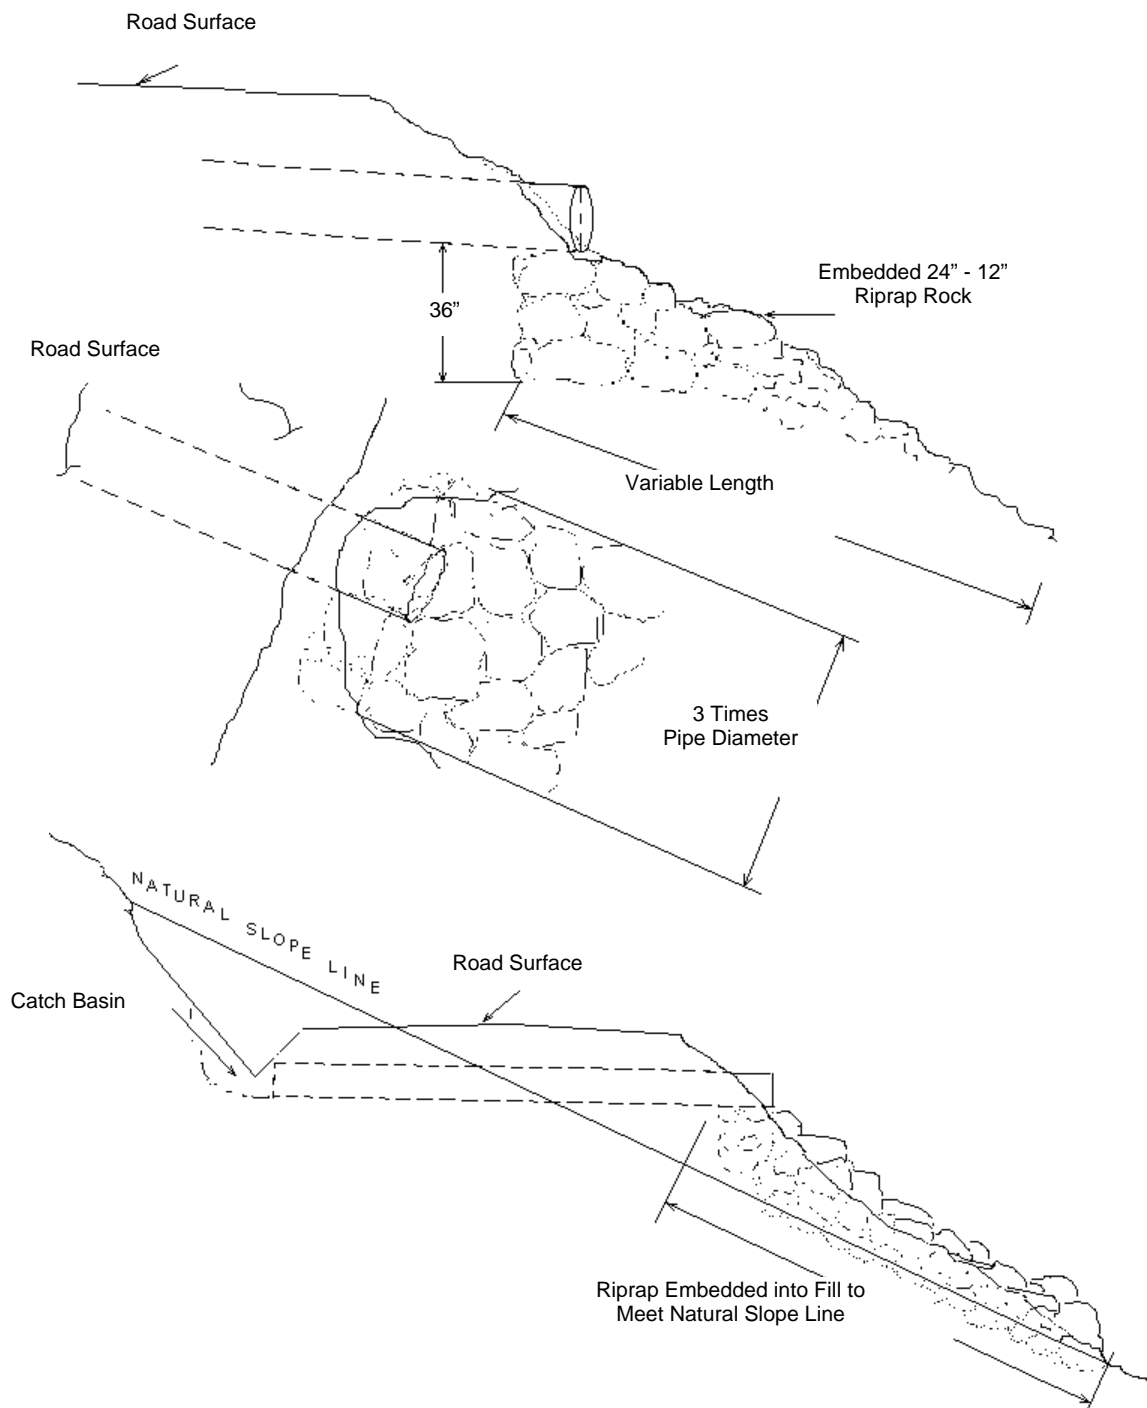 Road Surface
Embedded 24” - 12”
Riprap Rock
36”
Road Surface
Variable Length
3 Times
Pipe Diameter
NATURAL SLOPE LINE
Road Surface
Catch Basin
Riprap Embedded into Fill to
Meet Natural Slope Line